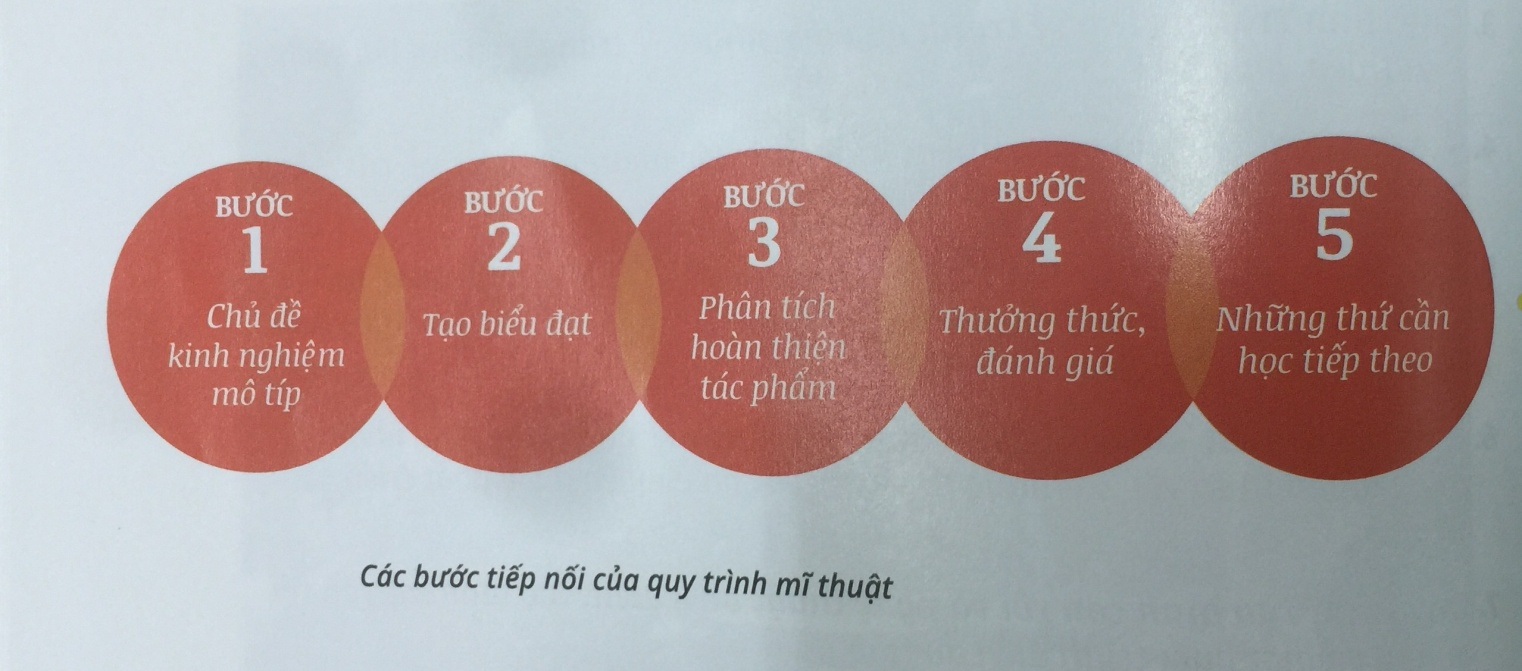 BƯỚC
1
Chủ đề
kinh nghiệm
mô típ
BƯỚC
2
Tạo biểu đạt
BƯỚC
3
Phân tích
hoàn thiện
tác phẩm
BƯỚC
4
Thưởng thức,
đánh giá
BƯỚC
5
Những thứ cần
học tiếp theo
Các bước tiếp nối của quy trình mĩ thuật